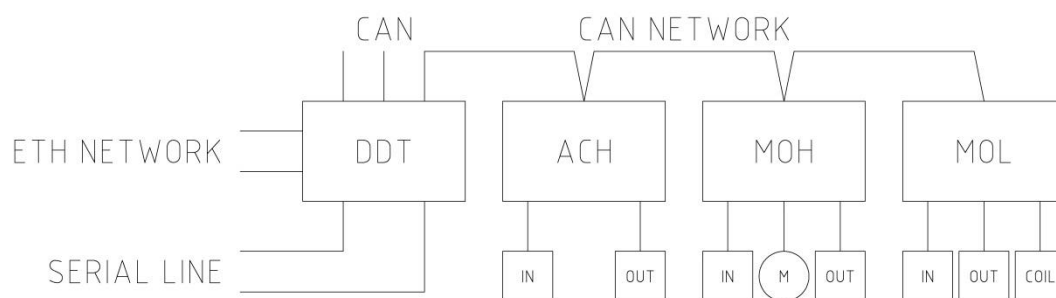 CAN CAN NETWORK
ETH NETWORK DDT ACH MOH MOL
SERIAL LINE IN OUT IN M OUT IN OUT COIL